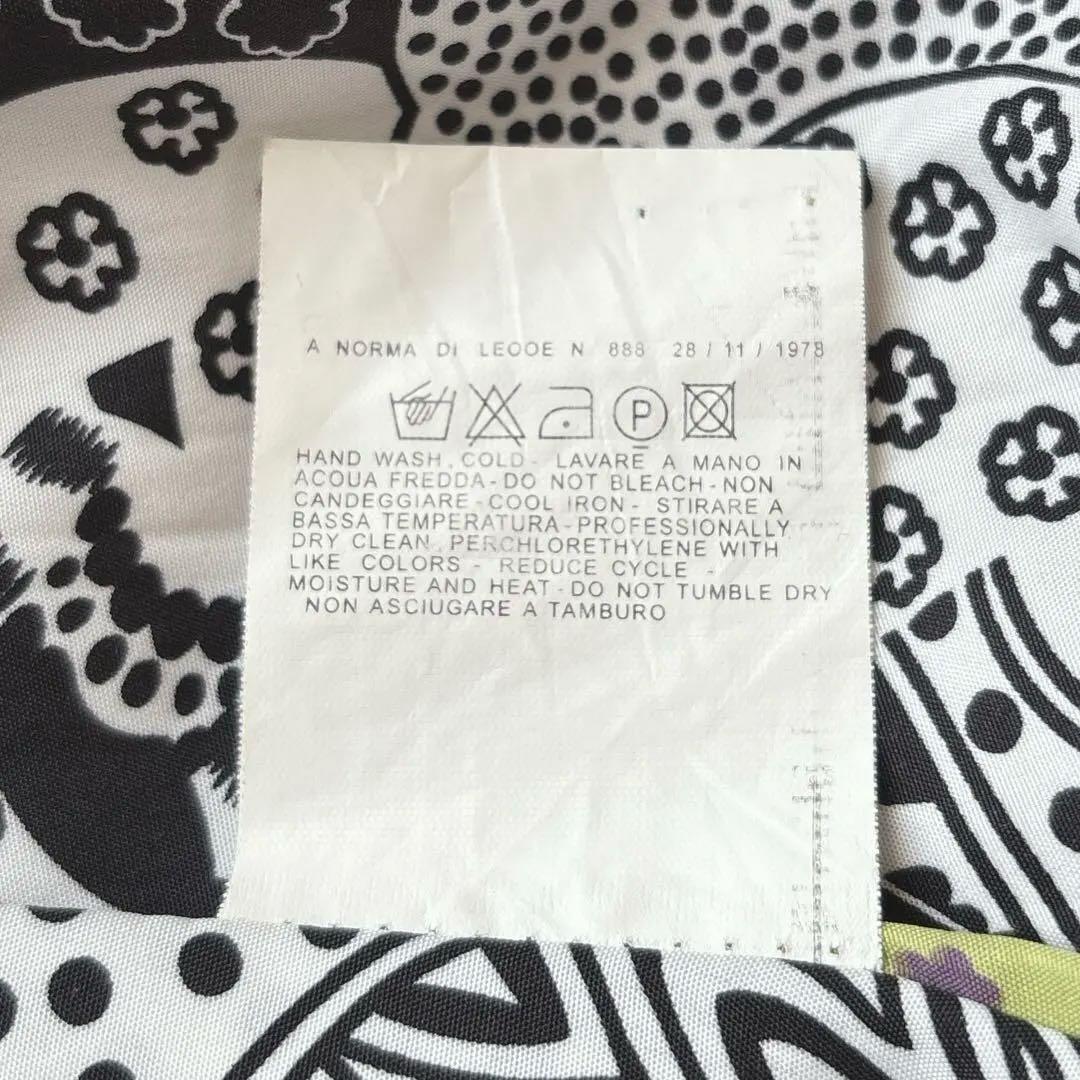 A NORMA DI LEOOE N 888 28 / 11 / 1978
P
HAND WASH, COLD - LAVARE A MANO IN
ACOUA FREDDA - DO NOT BLEACH - NON
CANDEGGIARE - COOL IRON - STIRARE A
BASSA TEMPERATURA - PROFESSIONALLY
DRY CLEAN, PERCHLORETHYLENE WITH
LIKE COLORS - REDUCE CYCLE -
MOISTURE AND HEAT - DO NOT TUMBLE DRY
NON ASCIUGARE A TAMBURO